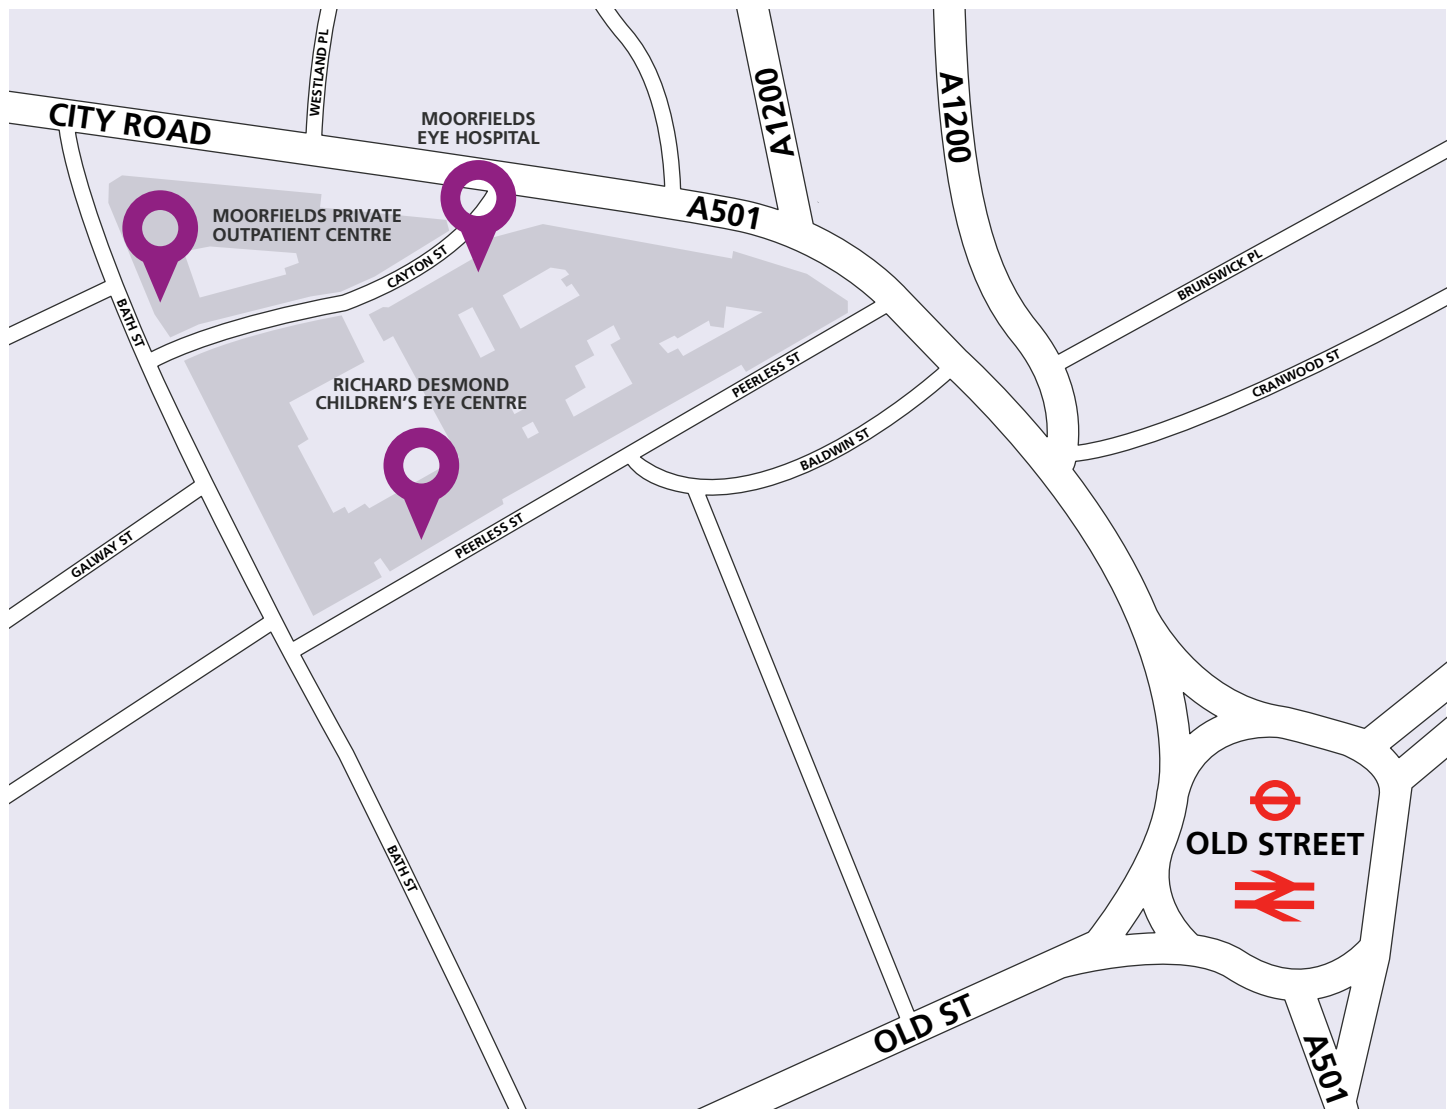 WESTLAND PL
CITY ROAD
MOORFIELDS
EYE HOSPITAL
A1200
A1200
A501
MOORFIELDS PRIVATE
OUTPATIENT CENTRE
CAYTON ST
BRUNSWICK PL
BATH ST
CRANWOOD ST
PEERLESS ST
RICHARD DESMOND
CHILDREN'S EYE CENTRE
BALDWIN ST
PEERLESS ST
GALWAY ST
OLD STREET
BATH ST
OLD ST
A501